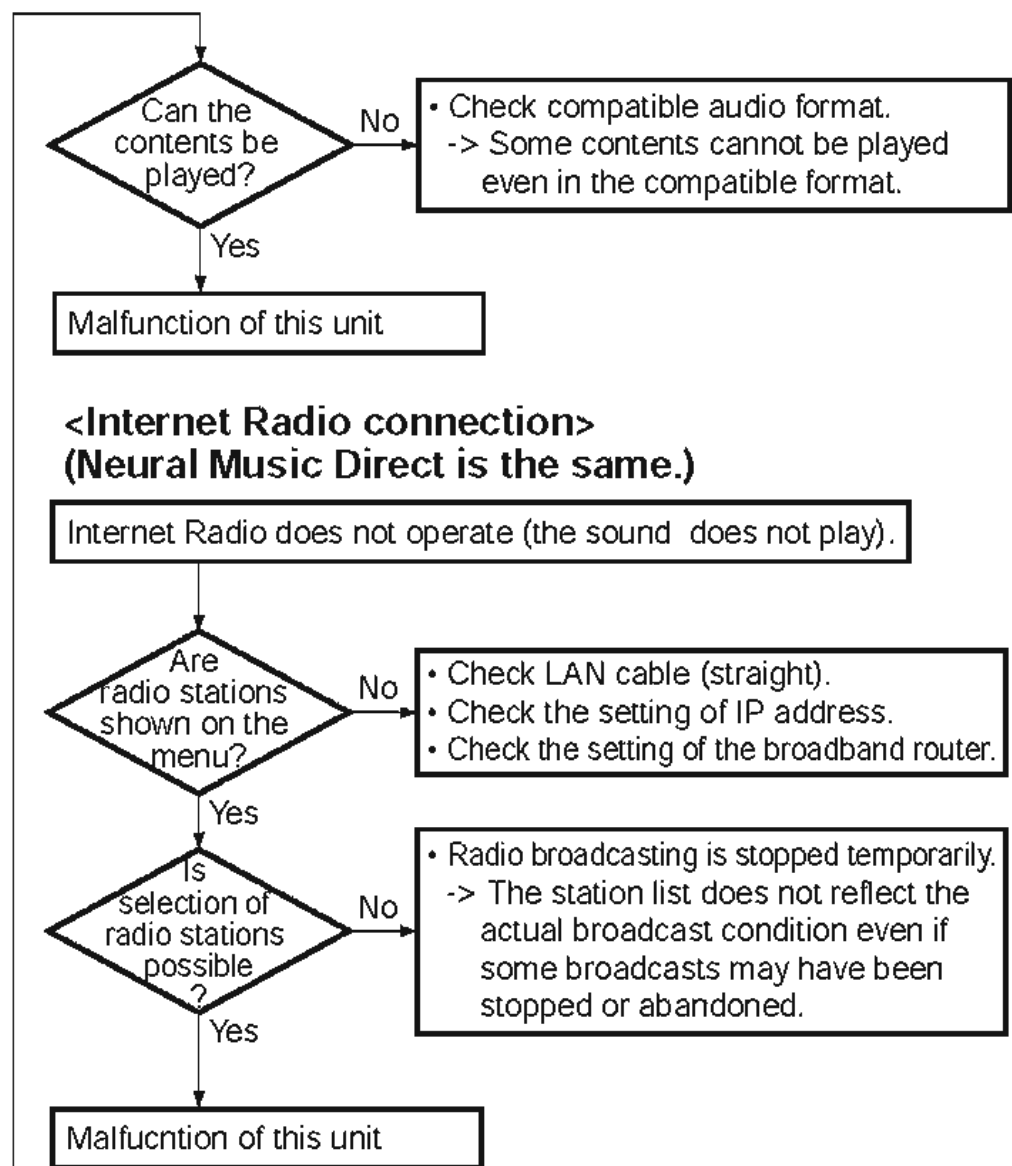 Can the
contents be
played?
No
• Check compatible audio format.
-> Some contents cannot be played
even in the compatible format.
Yes
Malfunction of this unit
<Internet Radio connection>
(Neural Music Direct is the same.)
Internet Radio does not operate (the sound does not play).
Are
radio stations
shown on the
menu?
No
• Check LAN cable (straight).
• Check the setting of IP address.
• Check the setting of the broadband router.
Yes
Is
selection of
radio stations
possible
?
No
• Radio broadcasting is stopped temporarily.
-> The station list does not reflect the
actual broadcast condition even if
some broadcasts may have been
stopped or abandoned.
Yes
Malfucntion of this unit